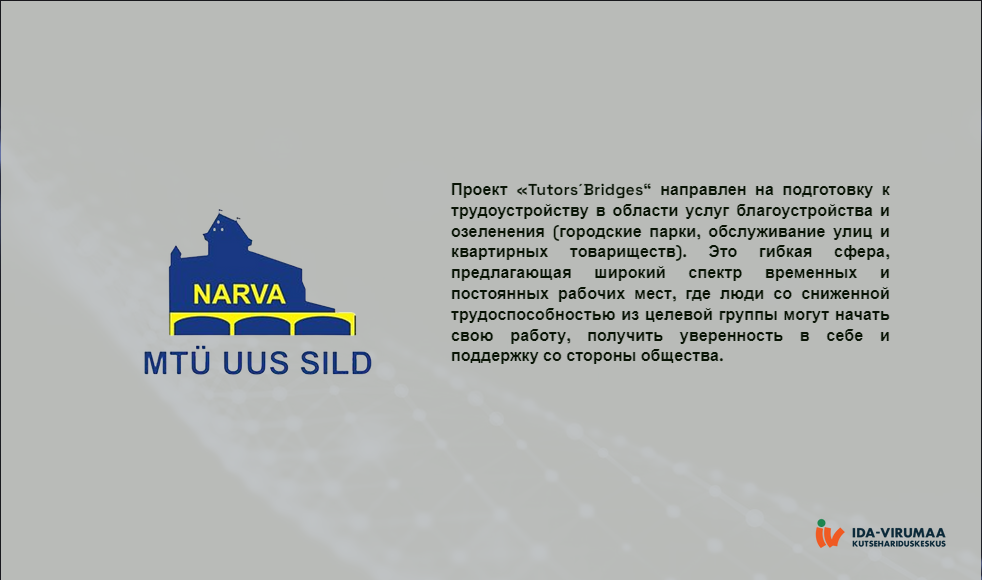 Проект «Tutors´Bridges“ направлен на подготовку к
трудоустройству в области услуг благоустройства и
озеленения (городские парки, обслуживание улиц и
квартирных товариществ). Это гибкая сфера,
предлагающая широкий спектр временных и
постоянных рабочих мест, где люди со сниженной
трудоспособностью из целевой группы могут начать
свою работу, получить уверенность в себе и
поддержку со стороны общества.
NARVA
MTÜ UUS SILD
IDA-VIRUMAA
KUTSEHARIDUSKESKUS